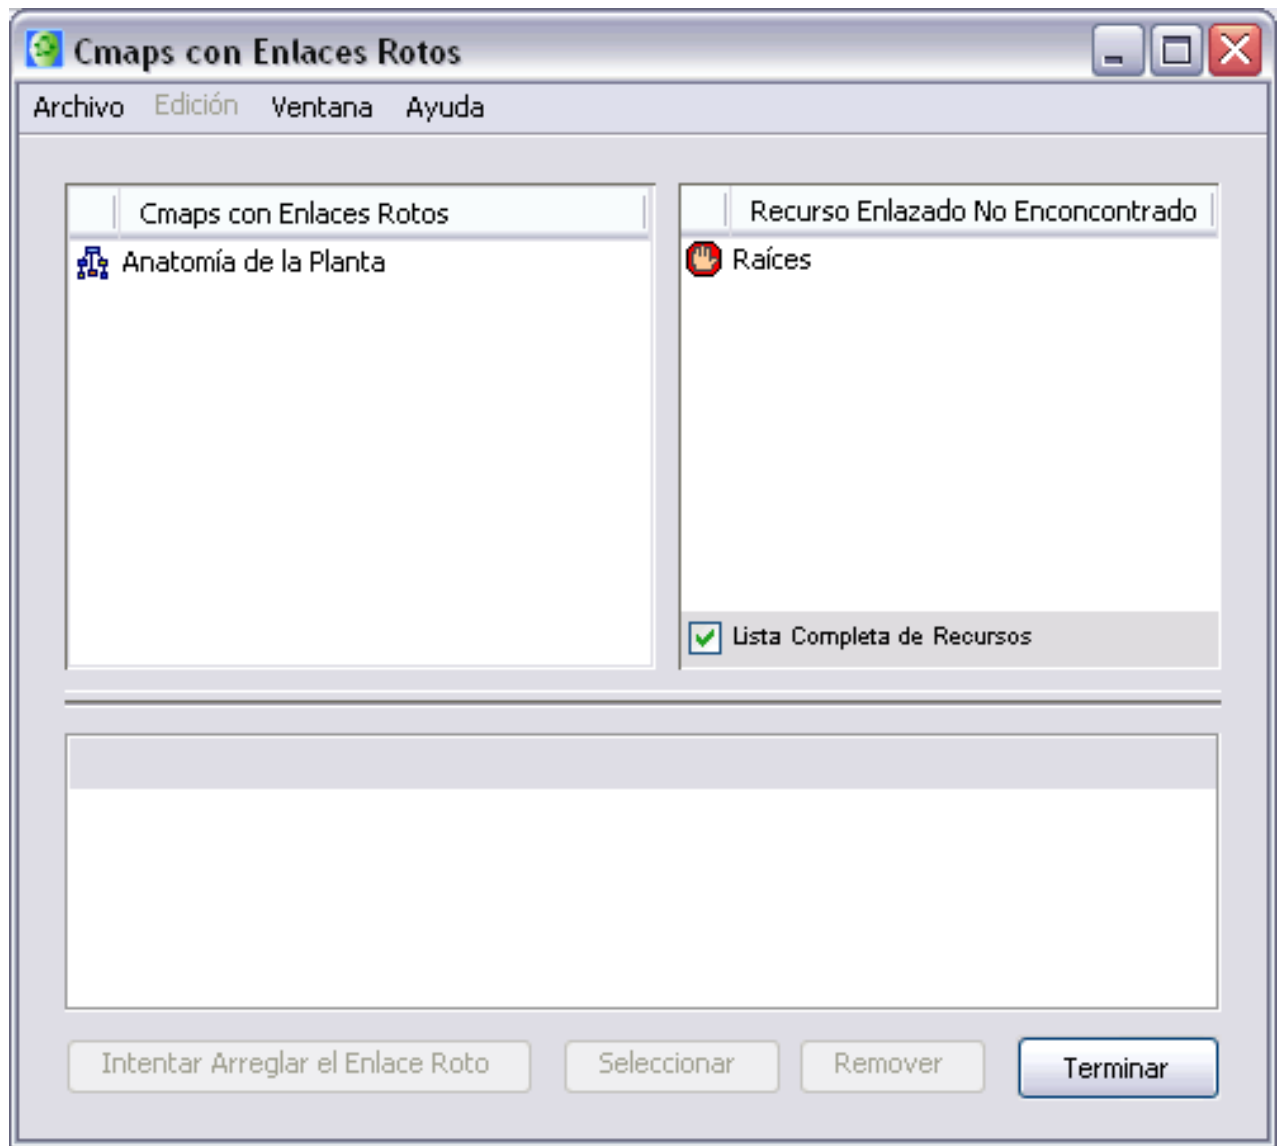 Cmaps con Enlaces Rotos
Archivo Edición Ventana Ayuda
Cmaps con Enlaces Rotos
Anatomía de la Planta
Recurso Enlazado No Enconcontrado
Raíces
Lista Completa de Recursos
Intentar Arreglar el Enlace Roto Seleccionar Remover Terminar